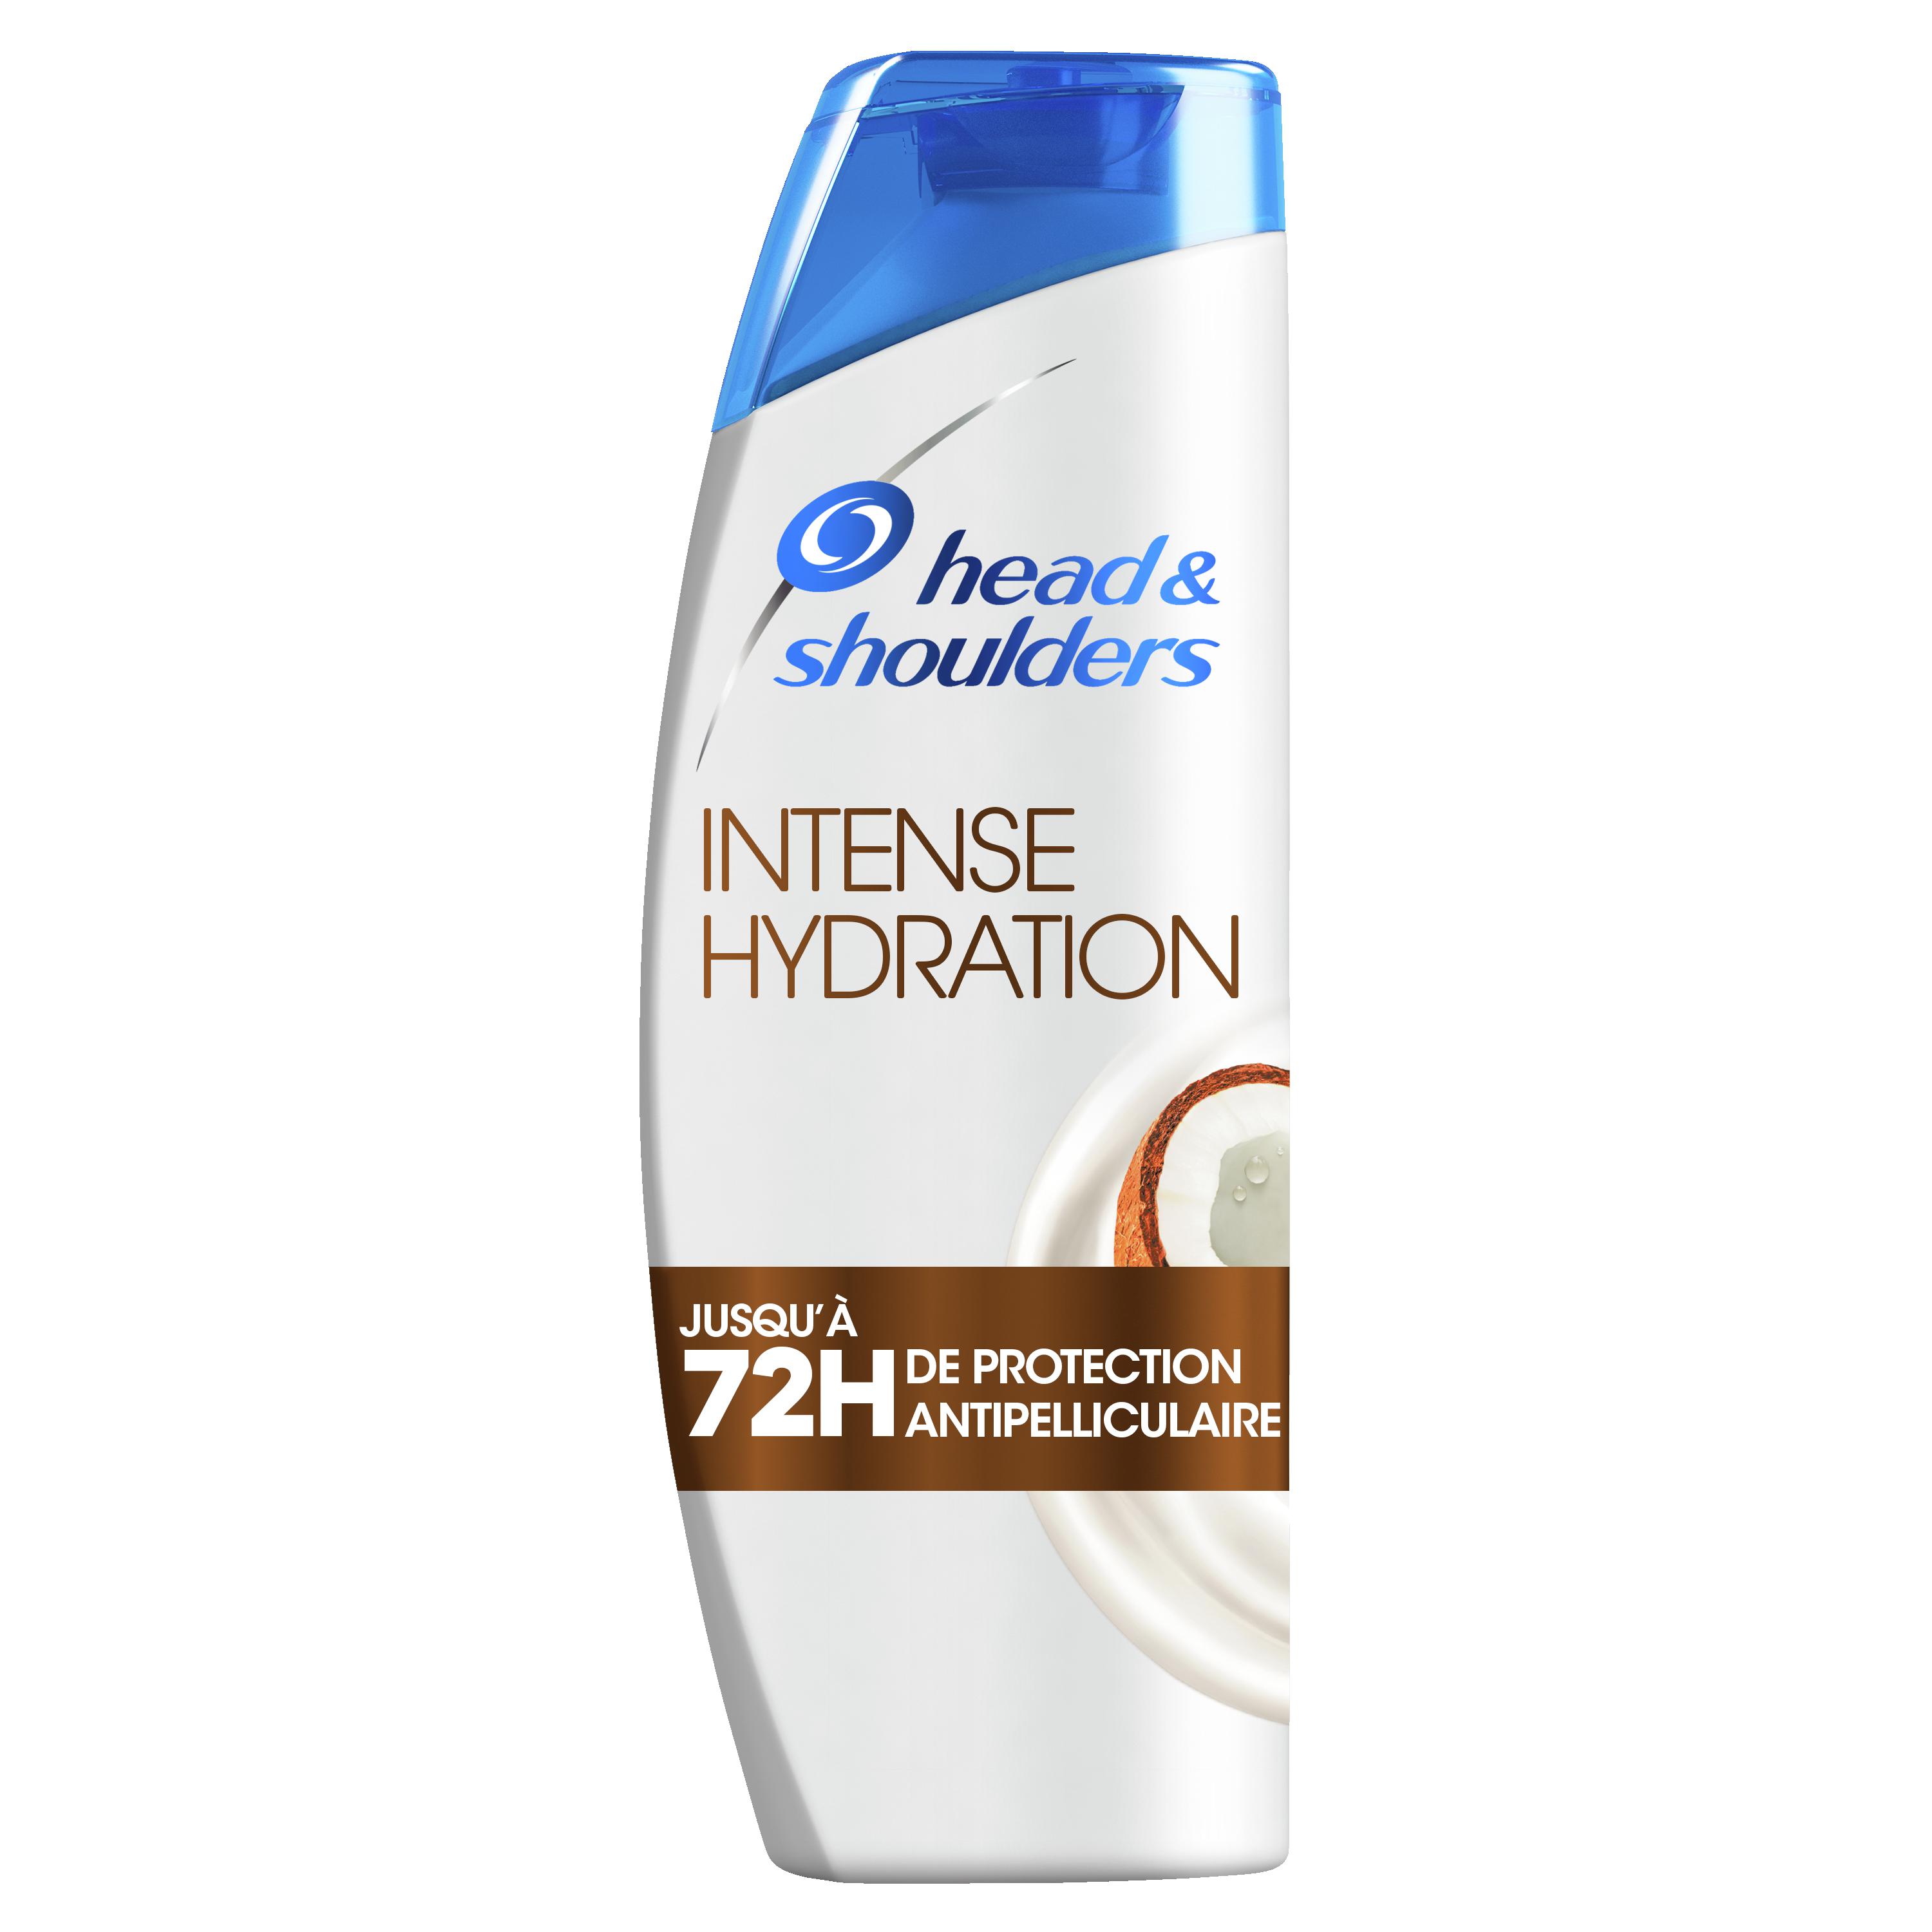 head &
shoulders
INTENSE
HYDRATION
JUSQU'À
72H DE PROTECTION
ANTIPELLICULAIRE